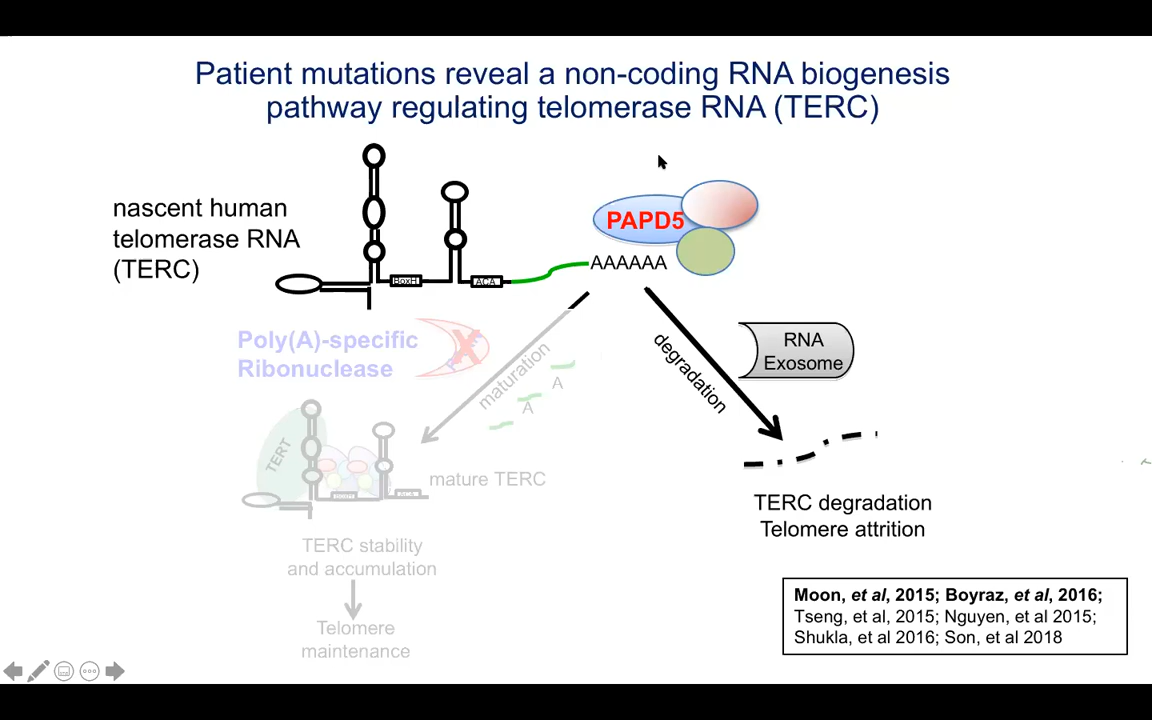 Patient mutations reveal a non-coding RNA biogenesis
pathway regulating telomerase RNA (TERC)
nascent human
telomerase RNA
(TERC)
BoxH
ACA
PAPD5
AAAAAA
Poly(A)-specific
Ribonuclease
X
maturation
A
A
degradation
RNA
Exosome
TERT
BoxH
ACA
mature TERC
TERC stability
and accumulation
Telomere
maintenance
TERC degradation
Telomere attrition
Moon, et al, 2015; Boyraz, et al, 2016;
Tseng, et al, 2015; Nguyen, et al 2015;
Shukla, et al 2016; Son, et al 2018